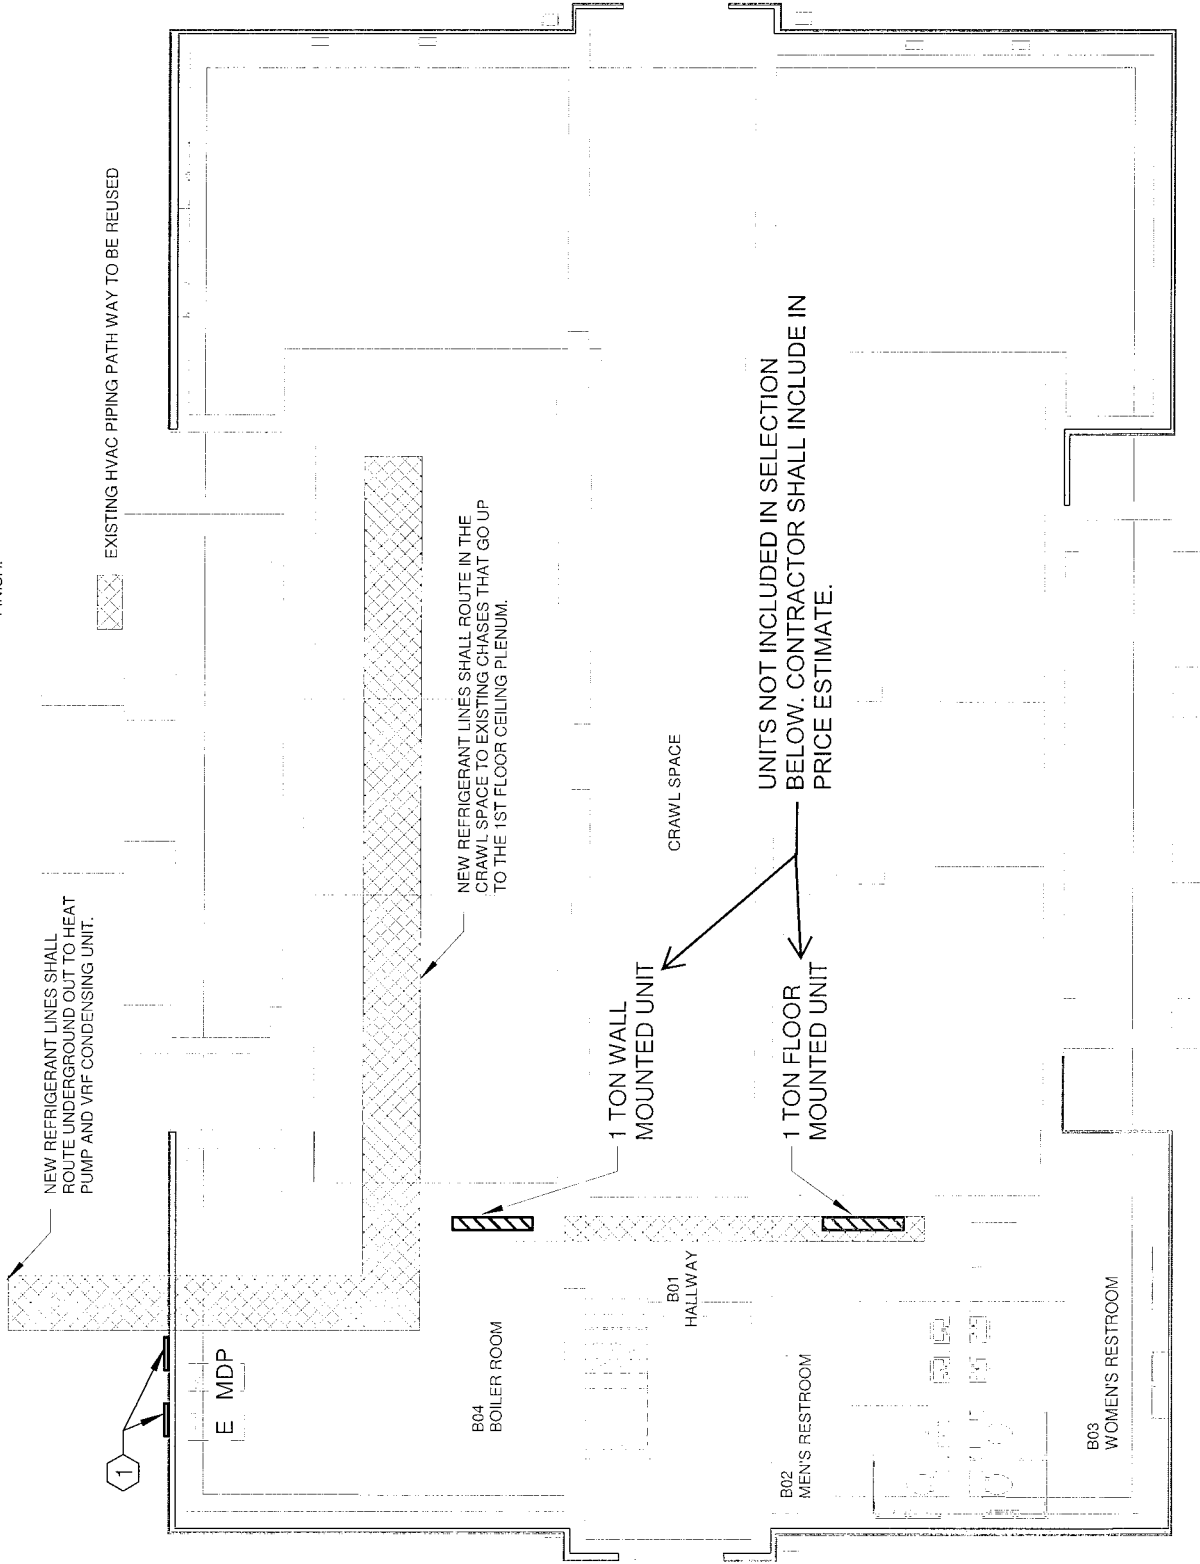 FINISH.
EXISTING HVAC PIPING PATH WAY TO BE REUSED
NEW REFRIGERANT LINES SHALL
ROUTE UNDERGROUND OUT TO HEAT
PUMP AND VRF CONDENSING UNIT.
NEW REFRIGERANT LINES SHALL ROUTE IN THE
CRAWL SPACE TO EXISTING CHASES THAT GO UP
TO THE 1ST FLOOR CEILING PLENUM.
1
E MDP
B04
BOILER ROOM
1 TON WALL
MOUNTED UNIT
CRAWL SPACE
UNITS NOT INCLUDED IN SELECTION
BELOW. CONTRACTOR SHALL INCLUDE IN
PRICE ESTIMATE.
B01
HALLWAY
1 TON FLOOR
MOUNTED UNIT
B02
MEN'S RESTROOM
B03
WOMEN'S RESTROOM